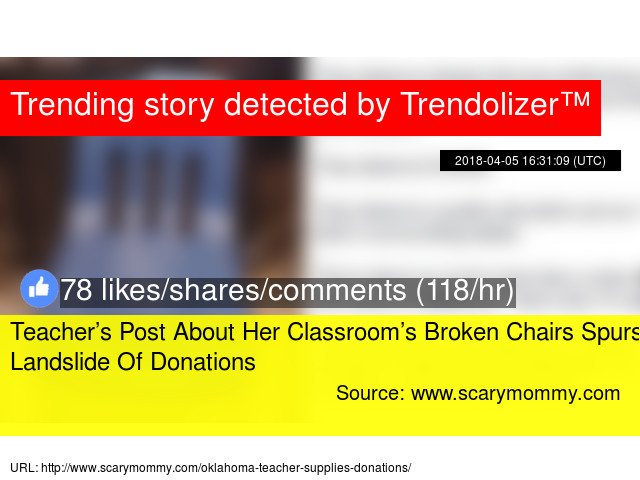 Trending story detected by Trendolizer™
2018-04-05 16:31:09 (UTC)
78 likes/shares/comments (118/hr)
Teacher’s Post About Her Classroom’s Broken Chairs Spurs
Landslide Of Donations
Source: www.scarymommy.com
URL: http://www.scarymommy.com/oklahoma-teacher-supplies-donations/